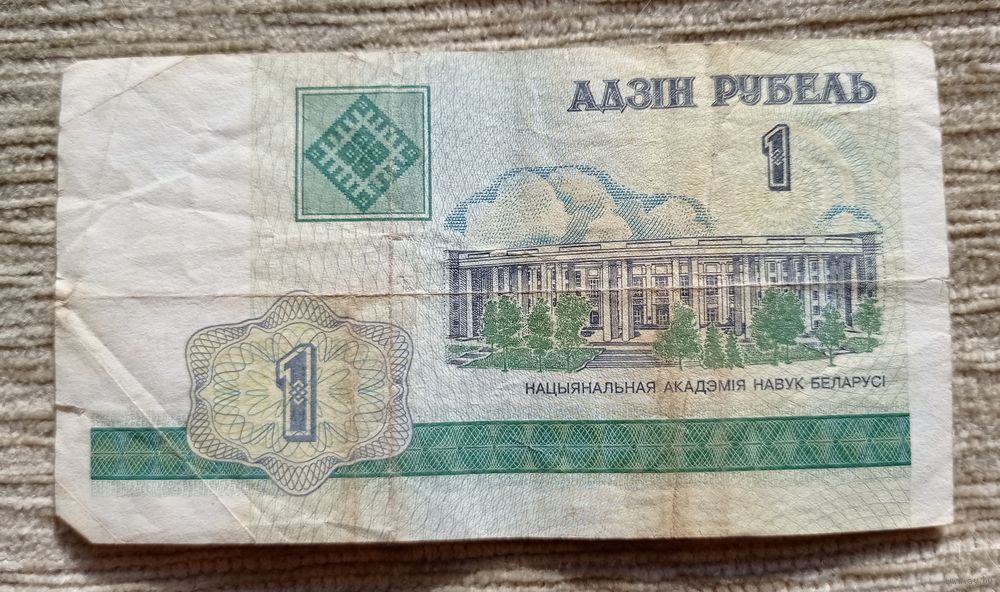 АДЗІН РУБЕЛЬ
1
НАЦЫЯНАЛЬНАЯ АКАДЭМІЯ НАВУК БЕЛАРУСІ
1